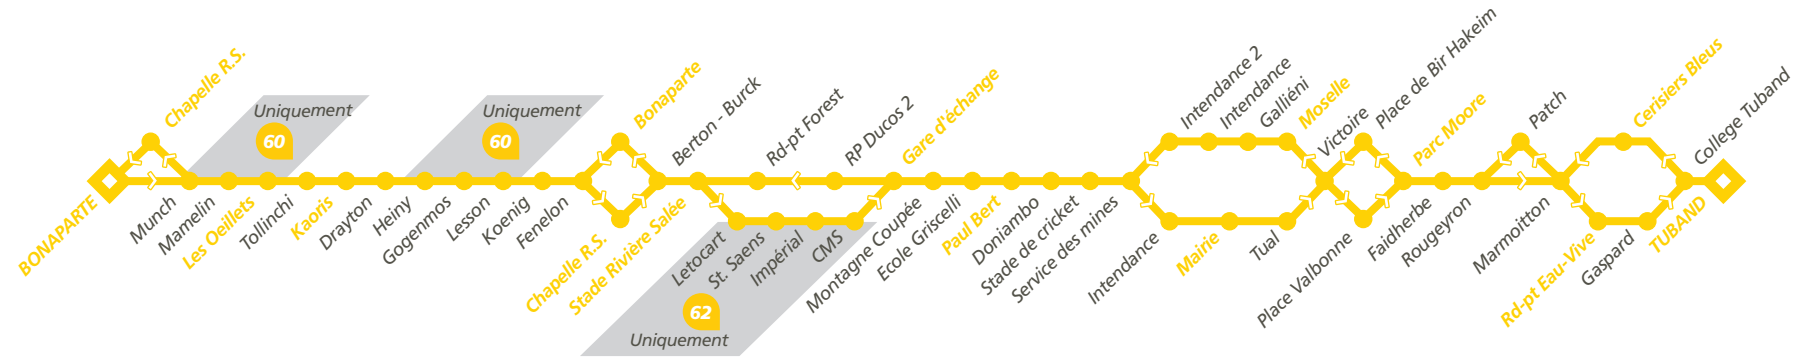 BONAPARTE
Chapelle R.S.
Munch
Mamelin
Uniquement
60
Les Oeillets
Tollinchi
Kaoris
Drayton
Heiny
Gogenmos
Uniquement
60
Lesson
Koenig
Fenelon
Chapelle R.S.
Bonaparte
Stade Rivière Salée
Berton - Burck
Letocart
St. Saens
Impérial
CMS
62
Uniquement
Rd-pt Forest
RP Ducos 2
Gare d'échange
Montagne Coupée
Ecole Griscelli
Paul Bert
Doniambo
Stade de cricket
Service des mines
Intendance 2
Intendance
Galliéni
Moselle
Intendance
Mairie
Tual
Victoire
Place de Bir Hakeim
Place Valbonne
Parc Moore
Faidherbe
Rougeyron
Patch
Marmoitton
Cerisiers Bleus
Rd-pt Eau-Vive
Gaspard
College Tuband
TUBAND